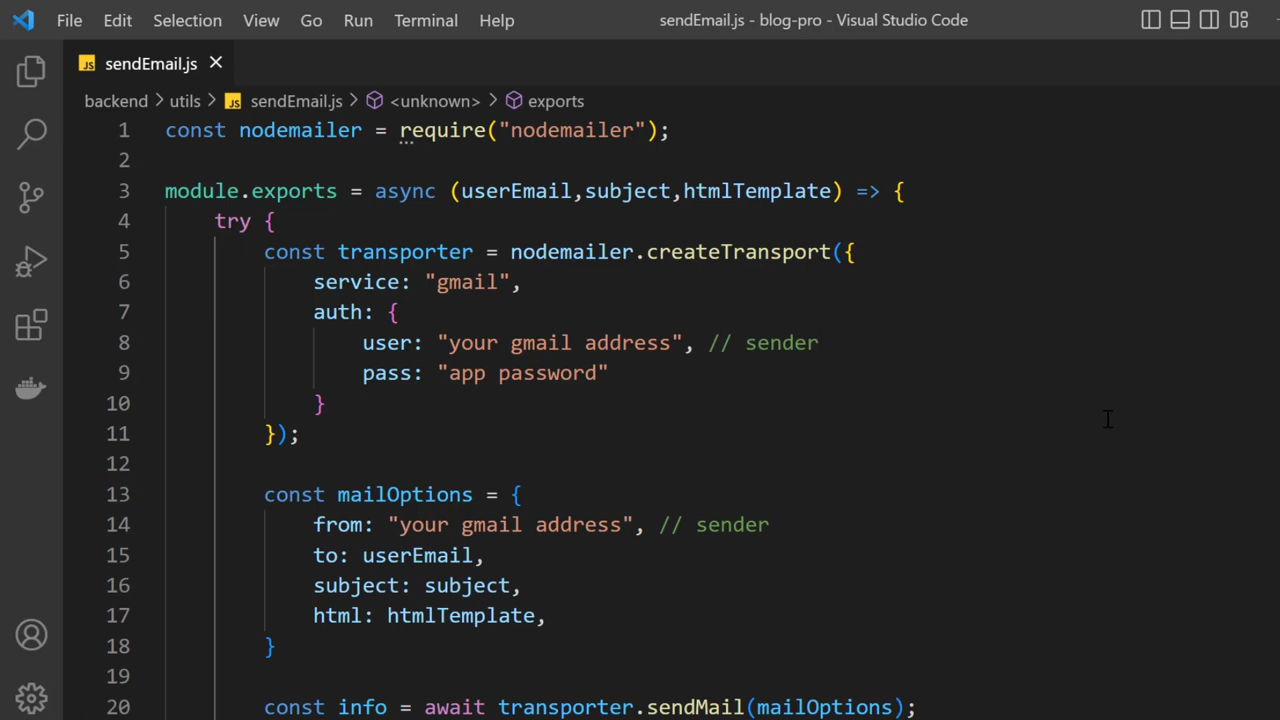 File Edit Selection View Go Run Terminal Help sendEmail.js - blog-pro - Visual Studio Code
JS sendEmail.js
backend > utils > JS sendEmail.js > <unknown> > exports
1 const nodemailer = require("nodemailer");
2
3 module.exports = async (userEmail,subject,htmlTemplate) => {
4 try {
5 const transporter = nodemailer.createTransport({
6 service: "gmail",
7 auth: {
8 user: "your gmail address", // sender
9 pass: "app password"
10 }
11 });
12
13 const mailOptions = {
14 from: "your gmail address", // sender
15 to: userEmail,
16 subject: subject,
17 html: htmlTemplate,
18 }
19
20 const info = await transporter.sendMail(mailOptions);